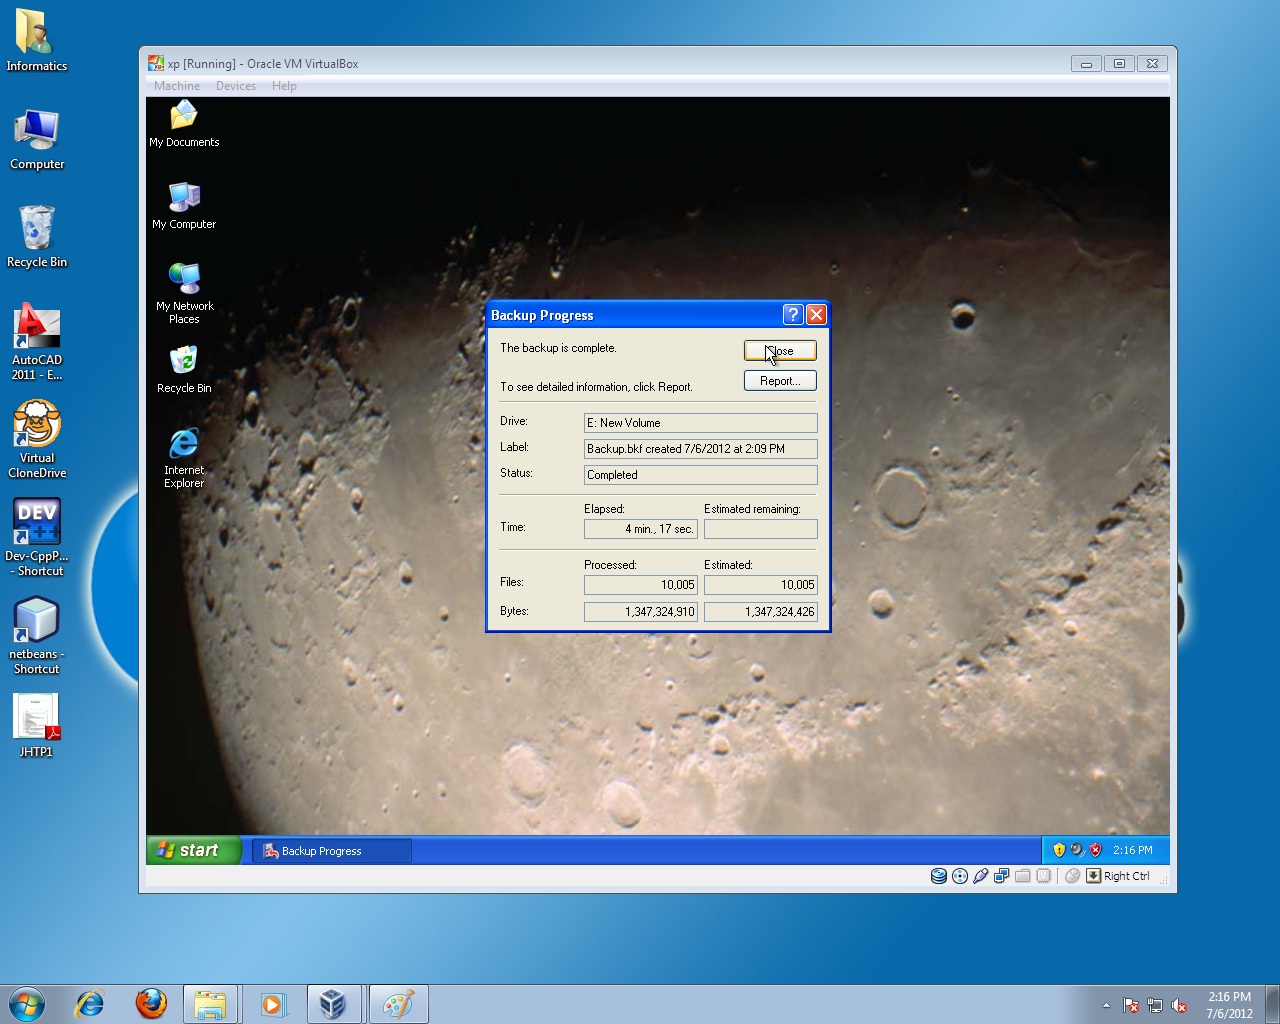 Informatics
Computer
Recycle Bin
AutoCAD
2011 - E...
Virtual
CloneDrive
DEV
Dev-CppP...
- Shortcut
netbeans -
Shortcut
JHTP1
xp [Running] - Oracle VM VirtualBox
Machine Devices Help
My Documents
My Computer
My Network
Places
Recycle Bin
Internet
Explorer
Backup Progress
The backup is complete.
Close
To see detailed information, click Report.
Report...
Drive: E: New Volume
Label: Backup.bkf created 7/6/2012 at 2:09 PM
Status: Completed
Elapsed: Estimated remaining:
Time: 4 min., 17 sec.
Processed: Estimated:
Files: 10,005 10,005
Bytes: 1,347,324,910 1,347,324,426
start Backup Progress 2:16 PM
Right Ctrl
2:16 PM
7/6/2012